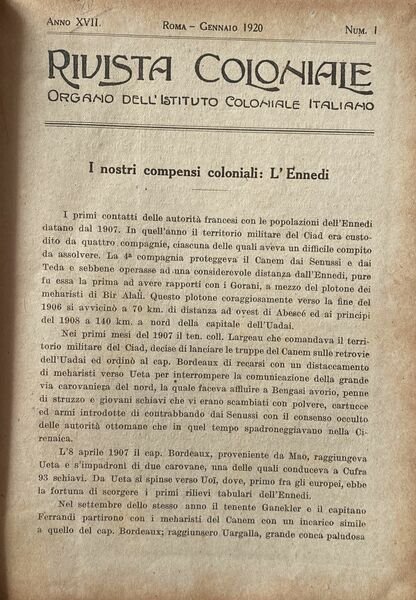 Anno XVII.
Roma – Gennaio 1920
Num. 1
Rivista Coloniale
Organo dell'Istituto Coloniale Italiano
I nostri compensi coloniali: L'Ennedi
I primi contatti delle autorità francesi con le popolazioni dell'Ennedi
datano dal 1907. In quell'anno il territorio militare del Ciad era custo-
dito da quattro compagnie, ciascuna delle quali aveva un difficile compito
da assolvere. La 4ª compagnia proteggeva il Canem dai Senussi e dai
Teda e sebbene operasse ad una considerevole distanza dall'Ennedi, pure
fu essa la prima ad avere rapporti con i Gorani, a mezzo del plotone dei
meharisti di Bir Alali. Questo plotone coraggiosamente verso la fine del
1906 si avvicinò a 70 km. di distanza ad ovest di Abescé ed ai principi
del 1908 a 140 km. a nord della capitale dell'Uadai.
Nei primi mesi del 1907 il ten. coll. Largeau che comandava il terri-
torio militare del Ciad, decise di lanciare le truppe del Canem sulle retrovie
dell'Uadai ed ordinò al cap. Bordeaux di recarsi con un distaccamento
di meharisti verso Ueta per interrompere la comunicazione della grande
via carovaniera del nord, la quale faceva affluire a Bengasi avorio, penne
di struzzo e giovani schiavi che vi erano scambiati con polvere, cartucce
ed armi introdotte di contrabbando dai Senussi con il consenso occulto
delle autorità ottomane che in quel tempo spadroneggiavano nella Ci-
renaica.
L'8 aprile 1907 il cap. Bordeaux, proveniente da Mao, raggiungeva
Ueta e s'impadronì di due carovane, una delle quali conduceva a Cufra
93 schiavi. Da Ueta si spinse verso Uoï, dove, primo fra gli europei, ebbe
la fortuna di scorgere i primi rilievi tabulari dell'Ennedi.
Nel settembre dello stesso anno il tenente Ganekler e il capitano
Ferrandi partirono con i meharisti del Canem con un incarico simile
a quello del cap. Bordeaux; raggiunsero Uargalla, grande conca paludosa